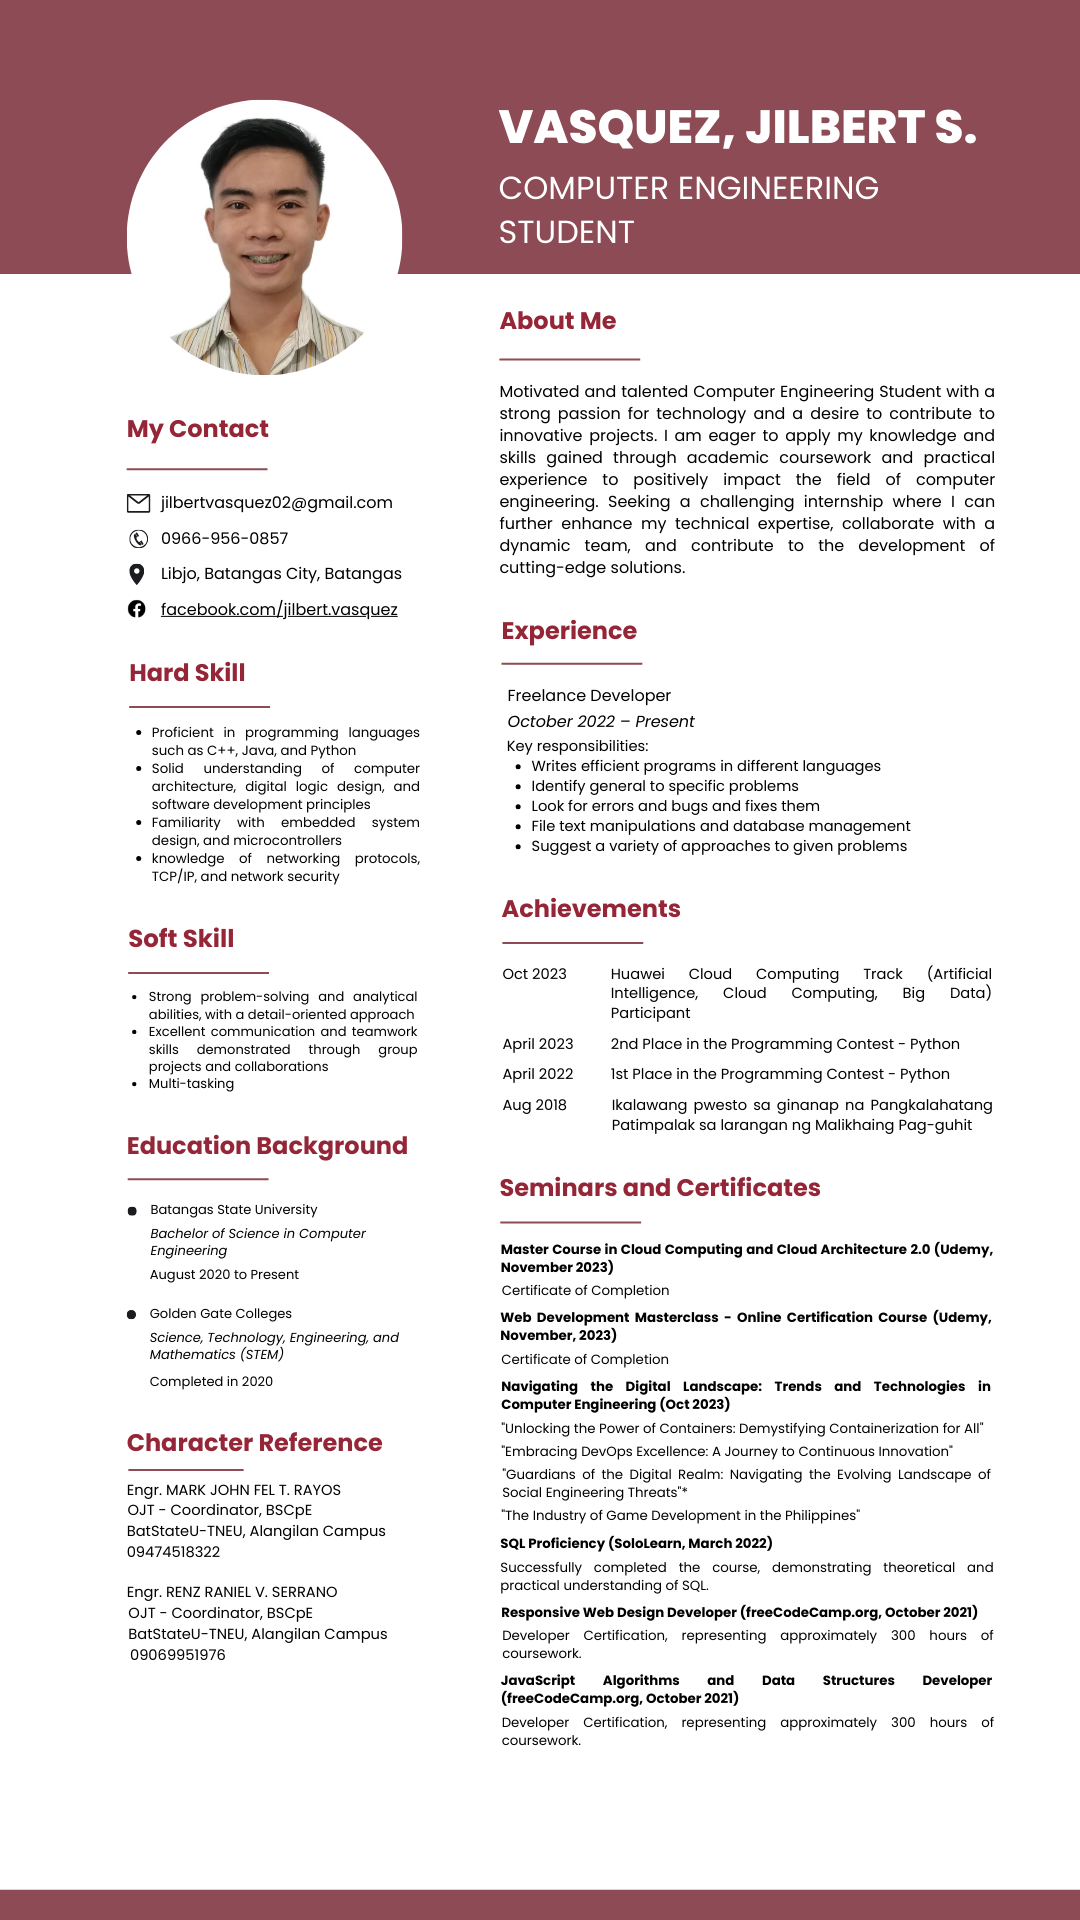 VASQUEZ, JILBERT S.
COMPUTER ENGINEERING
STUDENT
My Contact
jilbertvasquez02@gmail.com
0966-956-0857
Libjo, Batangas City, Batangas
facebook.com/jilbert.vasquez
Hard Skill
Proficient in programming languages
such as C++, Java, and Python
Solid understanding of computer
architecture, digital logic design, and
software development principles
Familiarity with embedded system
design, and microcontrollers
knowledge of networking protocols,
TCP/IP, and network security
Soft Skill
Strong problem-solving and analytical
abilities, with a detail-oriented approach
Excellent communication and teamwork
skills demonstrated through group
projects and collaborations
Multi-tasking
Education Background
Batangas State University
Bachelor of Science in Computer
Engineering
August 2020 to Present
Golden Gate Colleges
Science, Technology, Engineering, and
Mathematics (STEM)
Completed in 2020
Character Reference
Engr. MARK JOHN FEL T. RAYOS
OJT - Coordinator, BSCpE
BatStateU-TNEU, Alangilan Campus
09474518322
Engr. RENZ RANIEL V. SERRANO
OJT - Coordinator, BSCpE
BatStateU-TNEU, Alangilan Campus
09069951976
About Me
Motivated and talented Computer Engineering Student with a
strong passion for technology and a desire to contribute to
innovative projects. I am eager to apply my knowledge and
skills gained through academic coursework and practical
experience to positively impact the field of computer
engineering. Seeking a challenging internship where I can
further enhance my technical expertise, collaborate with a
dynamic team, and contribute to the development of
cutting-edge solutions.
Experience
Freelance Developer
October 2022 – Present
Key responsibilities:
Writes efficient programs in different languages
Identify general to specific problems
Look for errors and bugs and fixes them
File text manipulations and database management
Suggest a variety of approaches to given problems
Achievements
Oct 2023 Huawei Cloud Computing Track (Artificial
Intelligence, Cloud Computing, Big Data)
Participant
April 2023 2nd Place in the Programming Contest - Python
April 2022 1st Place in the Programming Contest - Python
Aug 2018 Ikalawang pwesto sa ginanap na Pangkalahatang
Patimpalak sa larangan ng Malikhaing Pag-guhit
Seminars and Certificates
Master Course in Cloud Computing and Cloud Architecture 2.0 (Udemy,
November 2023)
Certificate of Completion
Web Development Masterclass - Online Certification Course (Udemy,
November, 2023)
Certificate of Completion
Navigating the Digital Landscape: Trends and Technologies in
Computer Engineering (Oct 2023)
"Unlocking the Power of Containers: Demystifying Containerization for All"
"Embracing DevOps Excellence: A Journey to Continuous Innovation"
"Guardians of the Digital Realm: Navigating the Evolving Landscape of
Social Engineering Threats"*
"The Industry of Game Development in the Philippines"
SQL Proficiency (SoloLearn, March 2022)
Successfully completed the course, demonstrating theoretical and
practical understanding of SQL.
Responsive Web Design Developer (freeCodeCamp.org, October 2021)
Developer Certification, representing approximately 300 hours of
coursework.
JavaScript Algorithms and Data Structures Developer
(freeCodeCamp.org, October 2021)
Developer Certification, representing approximately 300 hours of
coursework.